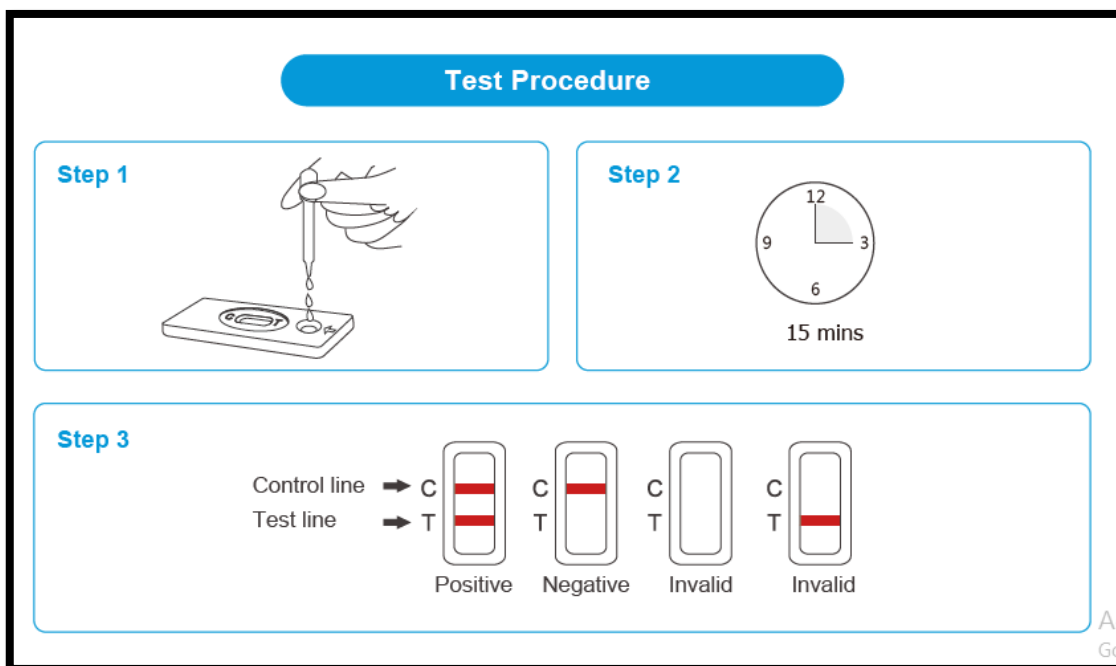 Test Procedure
Step 1
C T
Step 2
12
9 3
6
15 mins
Step 3
Control line C C C C
Test line T T T T
Positive Negative Invalid Invalid
A
Go